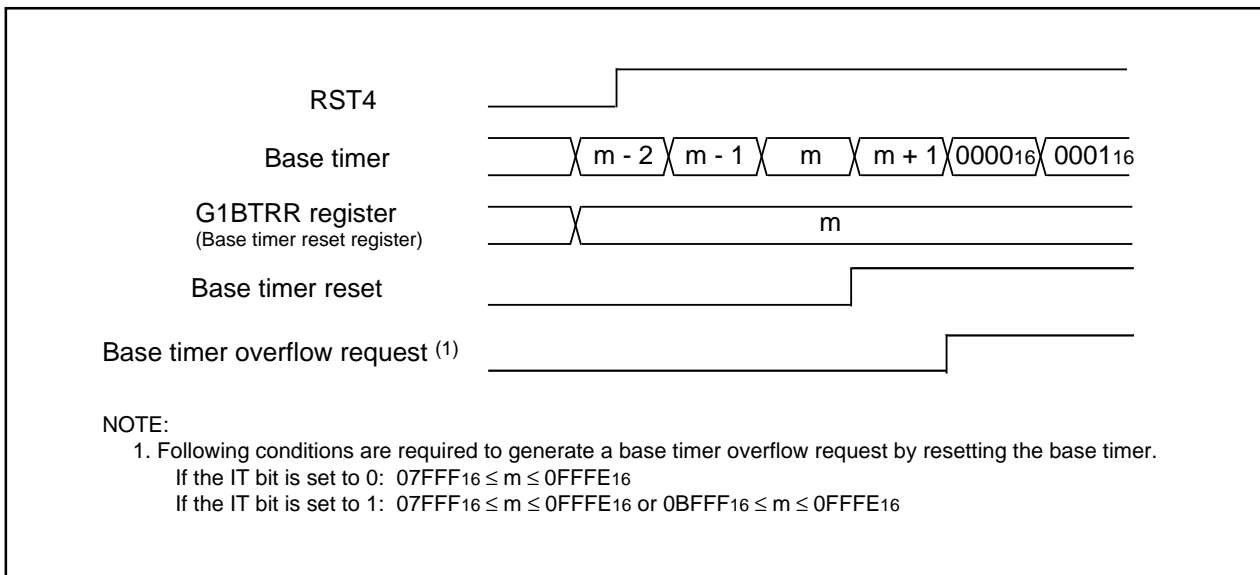 RST4
Base timer
m - 2 m - 1 m m + 1 0000₁₆ 0001₁₆
G1BTRR register
(Base timer reset register)
m
Base timer reset
Base timer overflow request (1)
NOTE:
1. Following conditions are required to generate a base timer overflow request by resetting the base timer.
If the IT bit is set to 0: 07FFF₁₆ ≤ m ≤ 0FFFE₁₆
If the IT bit is set to 1: 07FFF₁₆ ≤ m ≤ 0FFFE₁₆ or 0BFFF₁₆ ≤ m ≤ 0FFFE₁₆